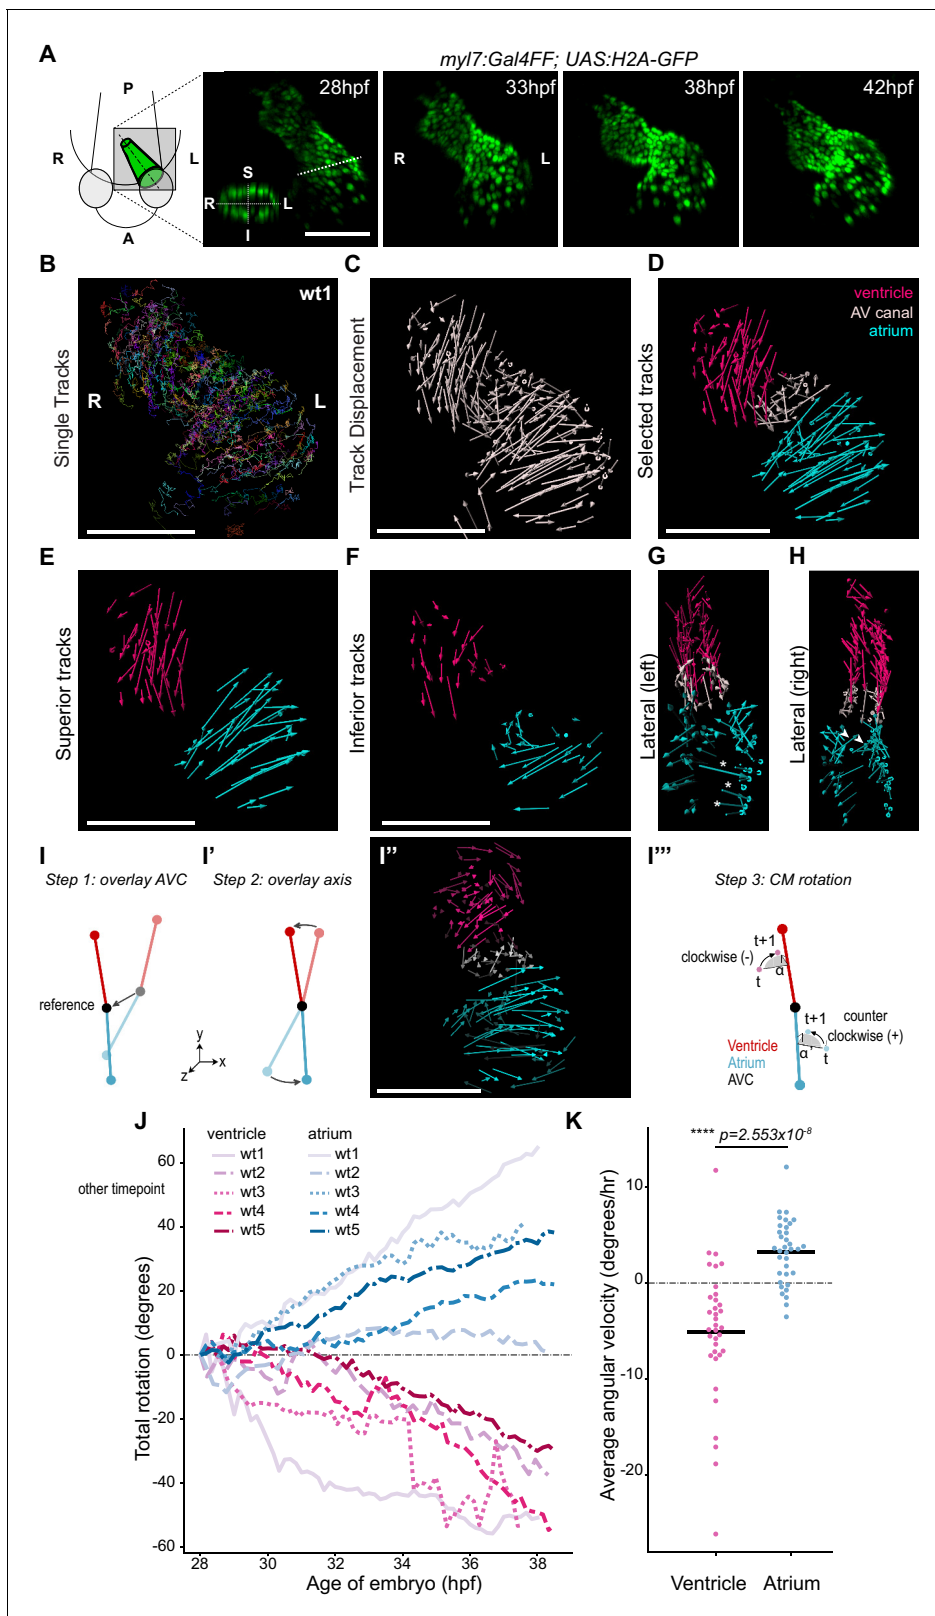 A
myl7:Gal4FF; UAS:H2A-GFP
P
R
L
A
28hpf
S
R
L
I
33hpf
R
L
38hpf
42hpf
B
Single Tracks
wt1
R
L
C
Track Displacement
D
Selected tracks
ventricle
AV canal
atrium
E
Superior tracks
F
Inferior tracks
G
Lateral (left)
*
*
*
H
Lateral (right)
I
Step 1: overlay AVC
reference
I'
Step 2: overlay axis
y
x
z
I''
I'''
Step 3: CM rotation
t+1
clockwise (-)
α
t
t+1
counter
clockwise (+)
α
t
Ventricle
Atrium
AVC
J
ventricle
atrium
wt1
wt1
wt2
wt2
wt3
wt3
wt4
wt4
wt5
wt5
other timepoint
Total rotation (degrees)
60
40
20
0
-20
-40
-60
28
30
32
34
36
38
Age of embryo (hpf)
K
**** p=2.553x10⁻⁸
Average angular velocity (degrees/hr)
10
0
-10
-20
Ventricle
Atrium